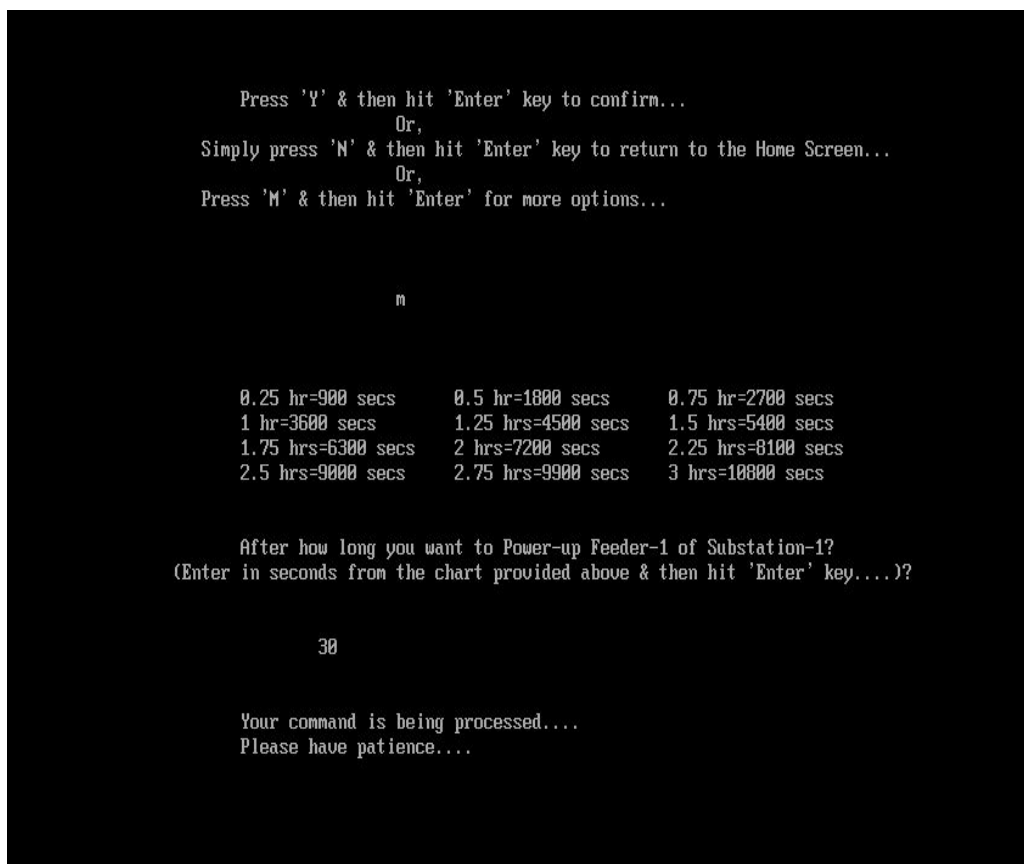 Press 'Y' & then hit 'Enter' key to confirm...
Or,
Simply press 'N' & then hit 'Enter' key to return to the Home Screen...
Or,
Press 'M' & then hit 'Enter' for more options...
m
0.25 hr=900 secs 0.5 hr=1800 secs 0.75 hr=2700 secs
1 hr=3600 secs 1.25 hrs=4500 secs 1.5 hrs=5400 secs
1.75 hrs=6300 secs 2 hrs=7200 secs 2.25 hrs=8100 secs
2.5 hrs=9000 secs 2.75 hrs=9900 secs 3 hrs=10800 secs
After how long you want to Power-up Feeder-1 of Substation-1?
(Enter in seconds from the chart provided above & then hit 'Enter' key....)?
30
Your command is being processed....
Please have patience....